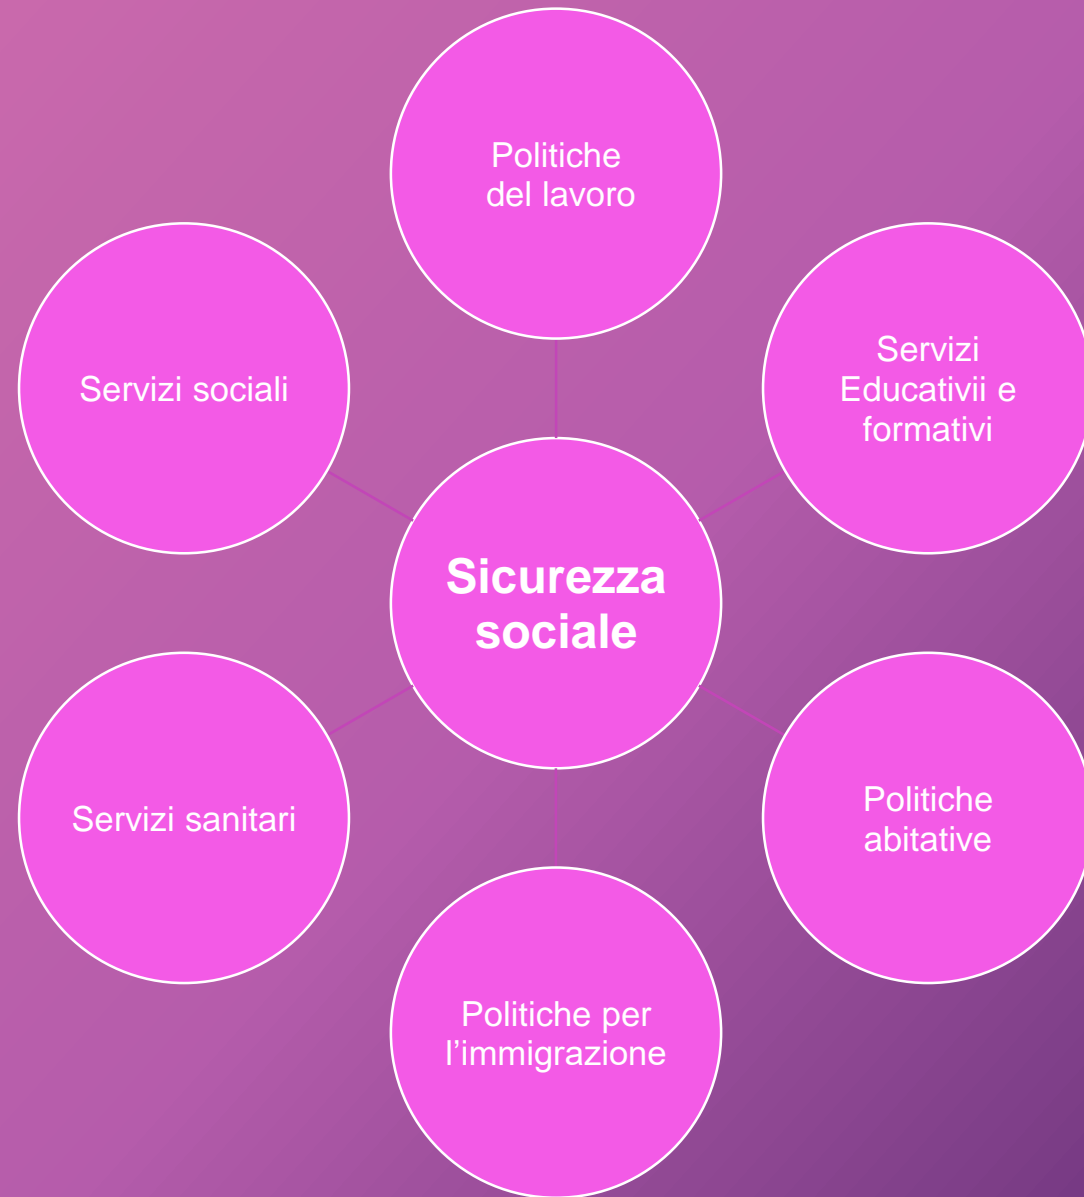 Politiche
del lavoro
Servizi
Educativii e
formativi
Servizi sociali
Sicurezza
sociale
Politiche
abitative
Servizi sanitari
Politiche per
l’immigrazione